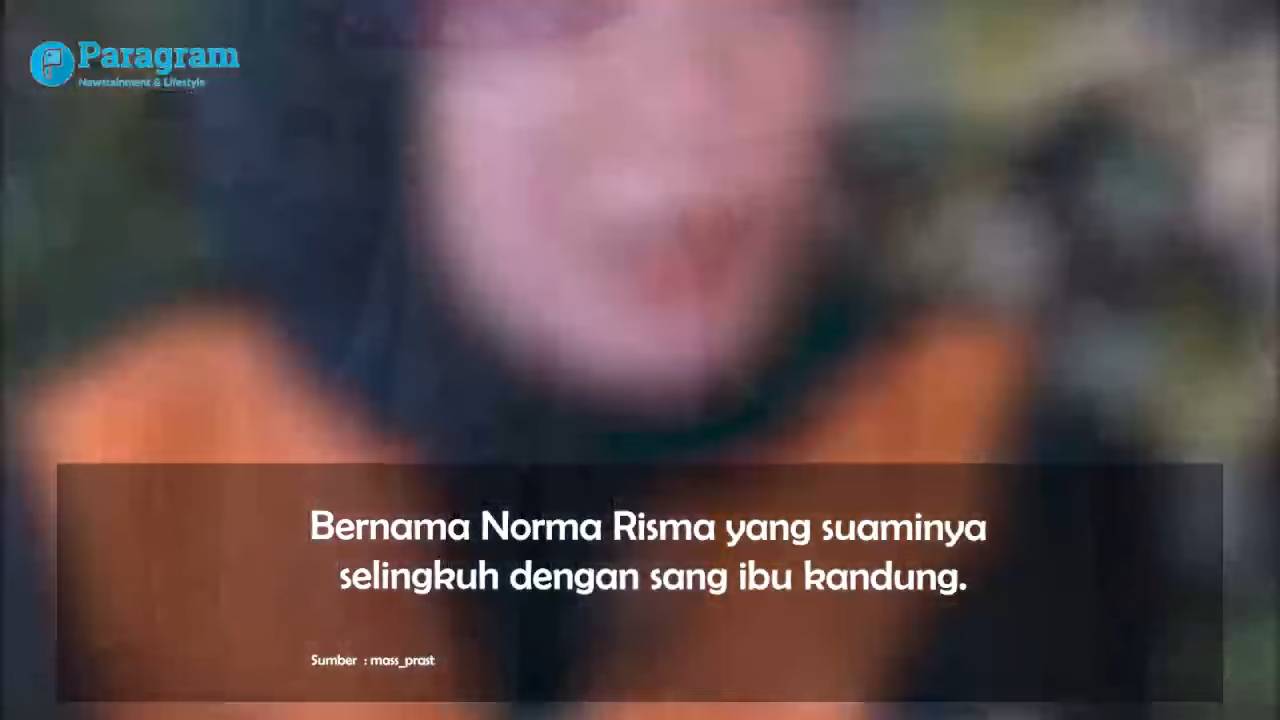 Paragram
Newstainment & Lifestyle
Bernama Norma Risma yang suaminya
selingkuh dengan sang ibu kandung.
Sumber : mass_prast